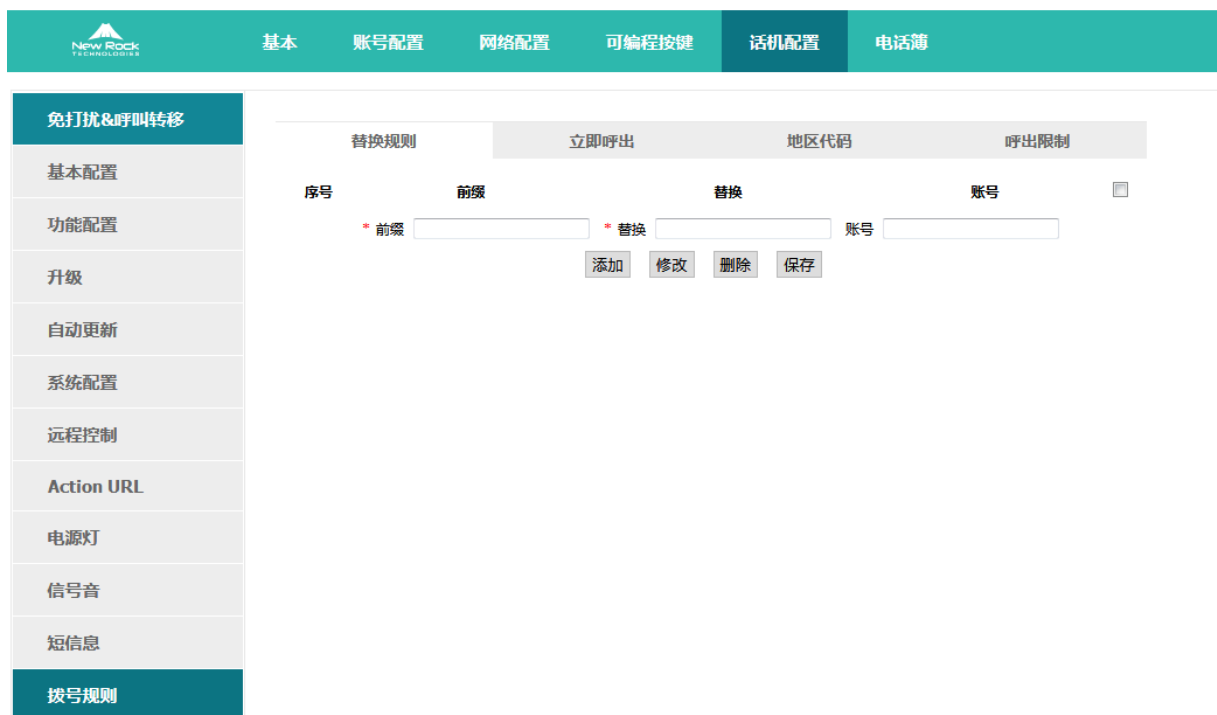 New Rock
TECHNOLOGIES
基本 账号配置 网络配置 可编程按键 话机配置 电话薄
免打扰&呼叫转移
基本配置
功能配置
升级
自动更新
系统配置
远程控制
Action URL
电源灯
信号音
短信息
拨号规则
替换规则 立即呼出 地区代码 呼出限制
序号 前缀 替换 账号
* 前缀 * 替换 账号
添加 修改 删除 保存